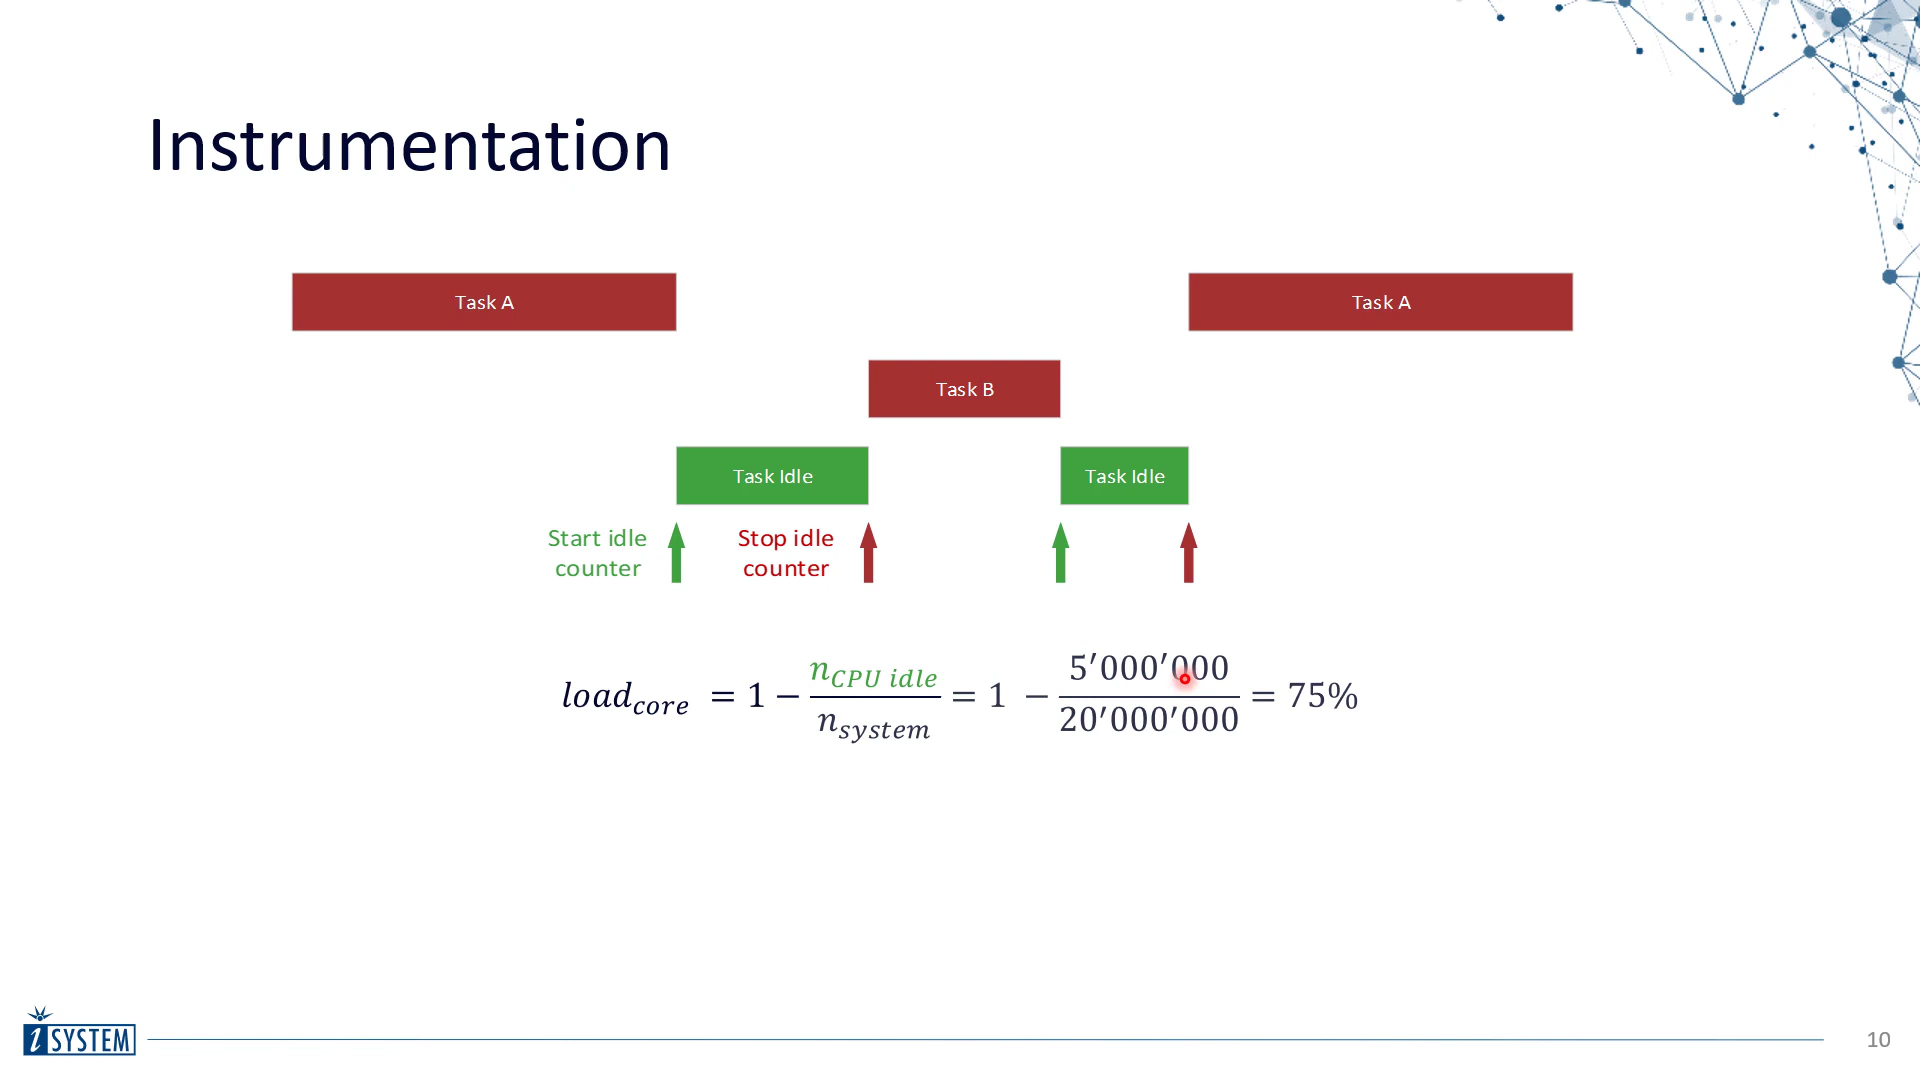 Instrumentation
Task A
Task A
Task B
Task Idle
Task Idle
Start idle
counter
Stop idle
counter
load_core = 1 − n_CPU idle / n_system = 1 − 5′000′000 / 20′000′000 = 75%
iSYSTEM
10